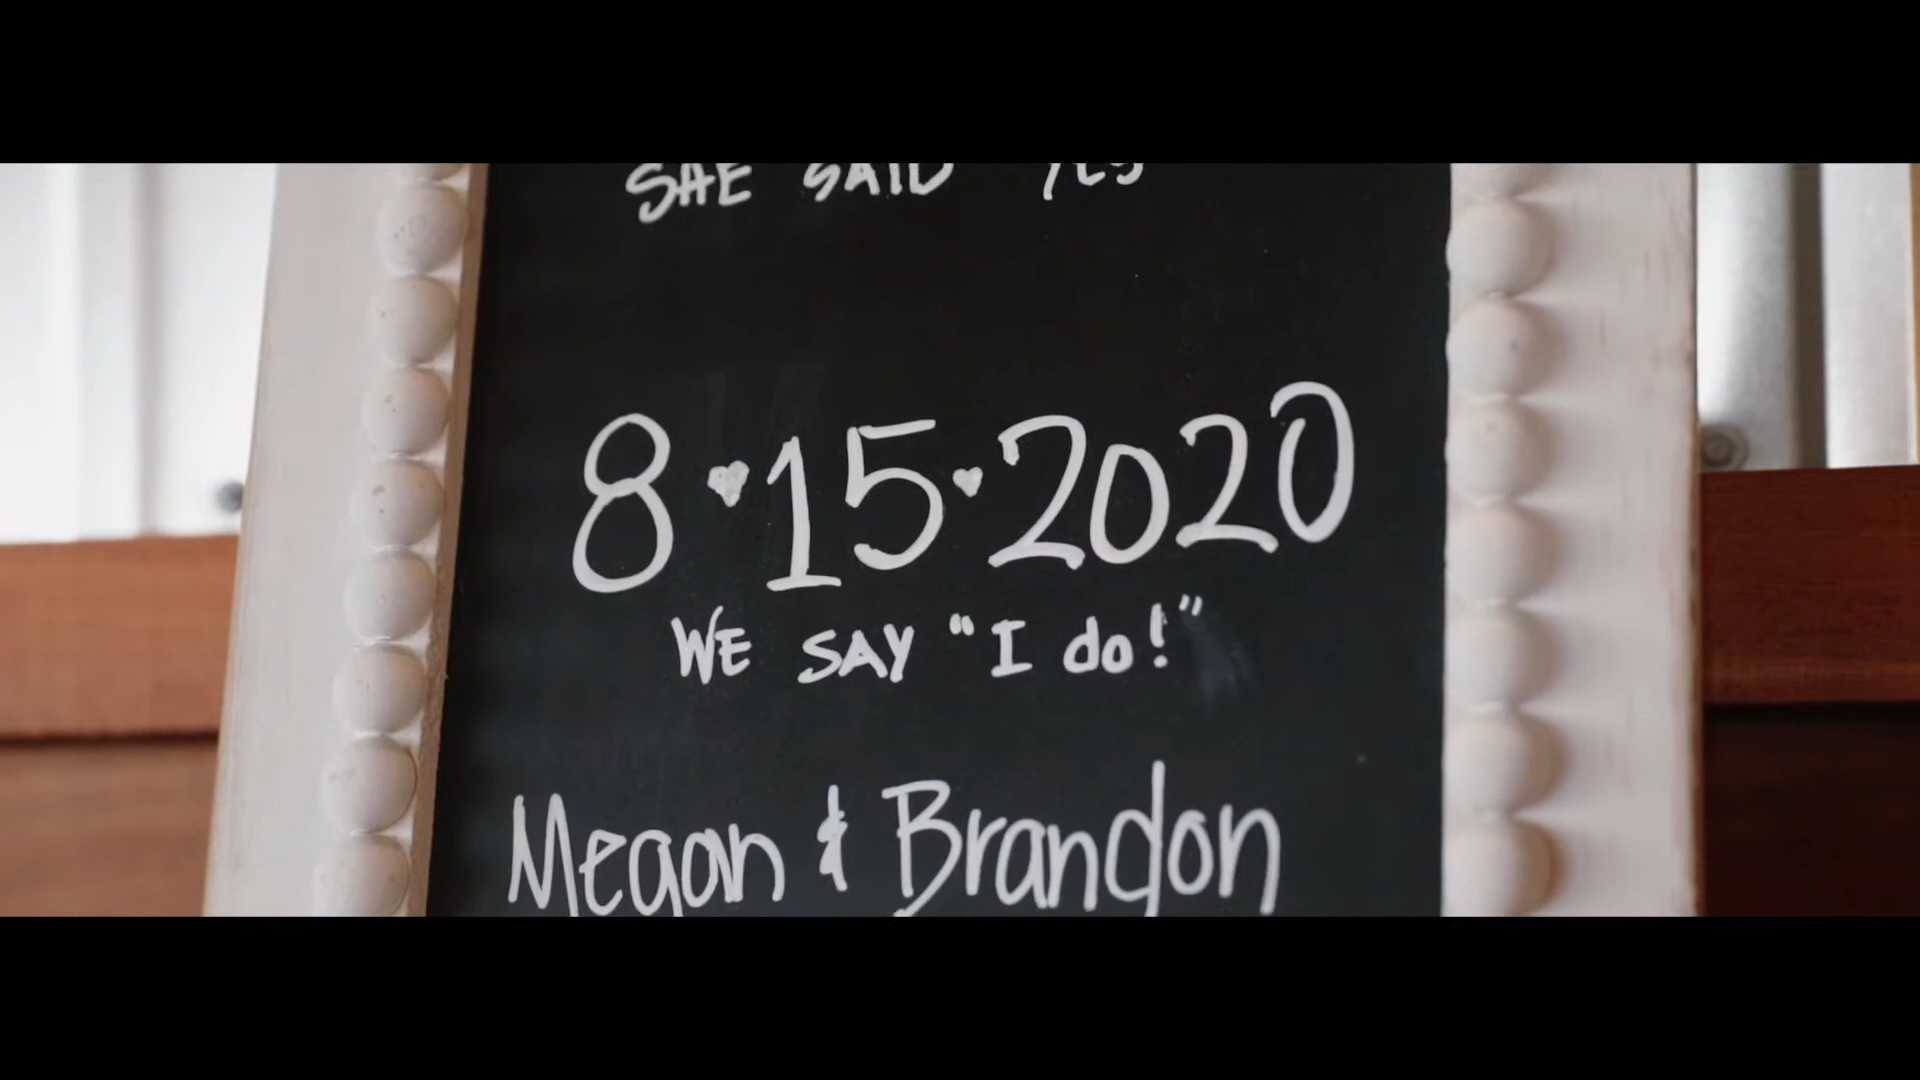 SHE SAID YES
8♥15♥2020
WE SAY "I do!"
Megan & Brandon